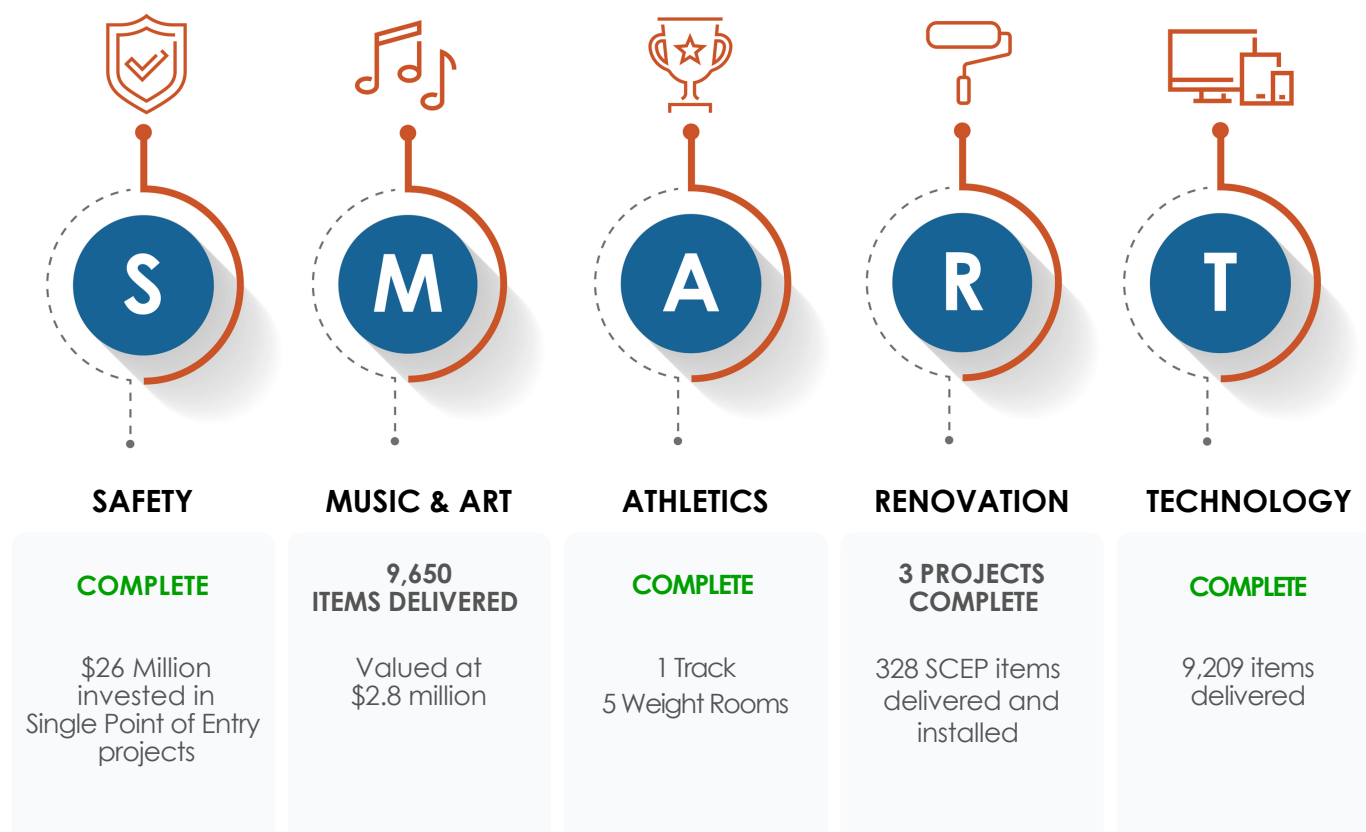 S
M
A
R
T
SAFETY
MUSIC & ART
ATHLETICS
RENOVATION
TECHNOLOGY
COMPLETE
$26 Million
invested in
Single Point of Entry
projects
9,650
ITEMS DELIVERED
Valued at
$2.8 million
COMPLETE
1 Track
5 Weight Rooms
3 PROJECTS
COMPLETE
328 SCEP items
delivered and
installed
COMPLETE
9,209 items
delivered